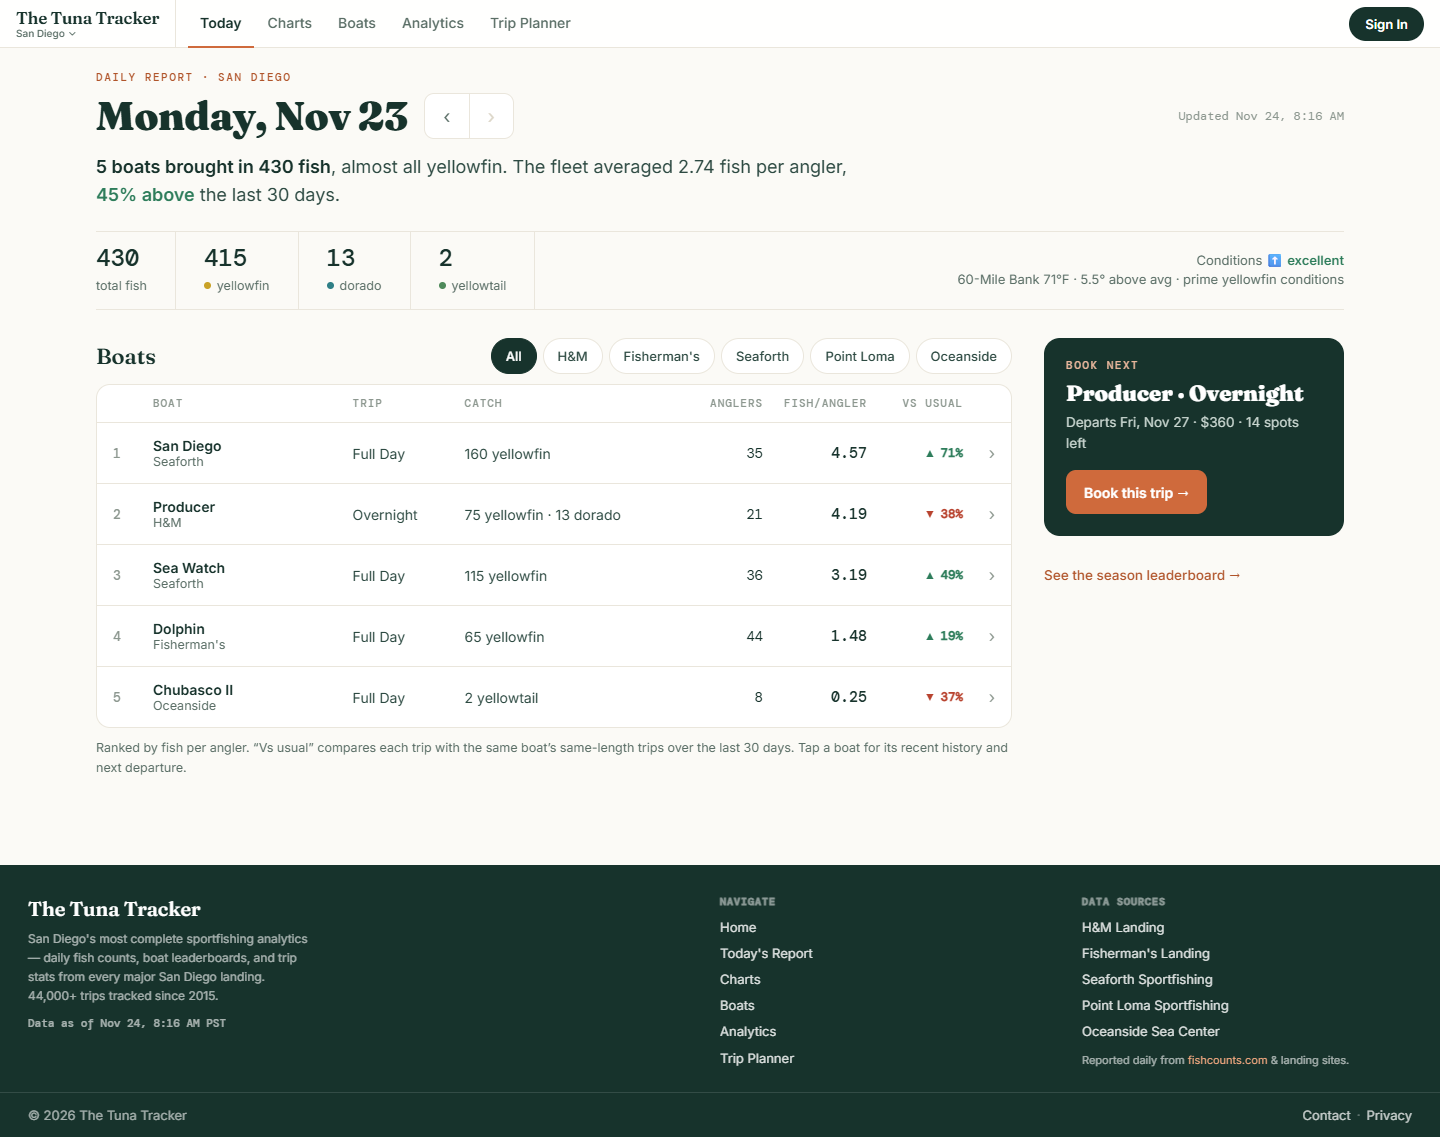 The Tuna Tracker
San Diego
Today
Charts
Boats
Analytics
Trip Planner
Sign In
DAILY REPORT · SAN DIEGO
Monday, Nov 23
‹
›
Updated Nov 24, 8:16 AM
5 boats brought in 430 fish, almost all yellowfin. The fleet averaged 2.74 fish per angler,
45% above the last 30 days.
430
total fish
415
yellowfin
13
dorado
2
yellowtail
Conditions ⬆️ excellent
60-Mile Bank 71°F · 5.5° above avg · prime yellowfin conditions
Boats
All
H&M
Fisherman's
Seaforth
Point Loma
Oceanside
BOAT TRIP CATCH ANGLERS FISH/ANGLER VS USUAL
1 San Diego Full Day 160 yellowfin 35 4.57 ▲ 71% ›
Seaforth
2 Producer Overnight 75 yellowfin · 13 dorado 21 4.19 ▼ 38% ›
H&M
3 Sea Watch Full Day 115 yellowfin 36 3.19 ▲ 49% ›
Seaforth
4 Dolphin Full Day 65 yellowfin 44 1.48 ▲ 19% ›
Fisherman's
5 Chubasco II Full Day 2 yellowtail 8 0.25 ▼ 37% ›
Oceanside
Ranked by fish per angler. “Vs usual” compares each trip with the same boat’s same-length trips over the last 30 days. Tap a boat for its recent history and
next departure.
BOOK NEXT
Producer · Overnight
Departs Fri, Nov 27 · $360 · 14 spots
left
Book this trip →
See the season leaderboard →
The Tuna Tracker
San Diego's most complete sportfishing analytics
— daily fish counts, boat leaderboards, and trip
stats from every major San Diego landing.
44,000+ trips tracked since 2015.
Data as of Nov 24, 8:16 AM PST
NAVIGATE
Home
Today's Report
Charts
Boats
Analytics
Trip Planner
DATA SOURCES
H&M Landing
Fisherman's Landing
Seaforth Sportfishing
Point Loma Sportfishing
Oceanside Sea Center
Reported daily from fishcounts.com & landing sites.
© 2026 The Tuna Tracker
Contact · Privacy